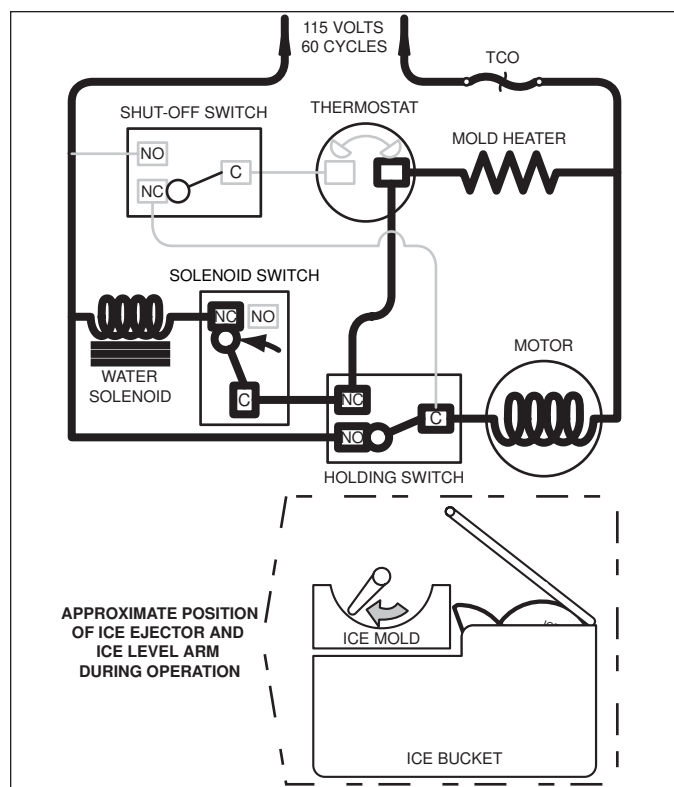 115 VOLTS
60 CYCLES
TCO
SHUT-OFF SWITCH
THERMOSTAT
MOLD HEATER
NO
C
NC
SOLENOID SWITCH
NC
NO
MOTOR
WATER
SOLENOID
C
NC
C
NO
HOLDING SWITCH
APPROXIMATE POSITION
OF ICE EJECTOR AND
ICE LEVEL ARM
DURING OPERATION
ICE MOLD
ICE BUCKET